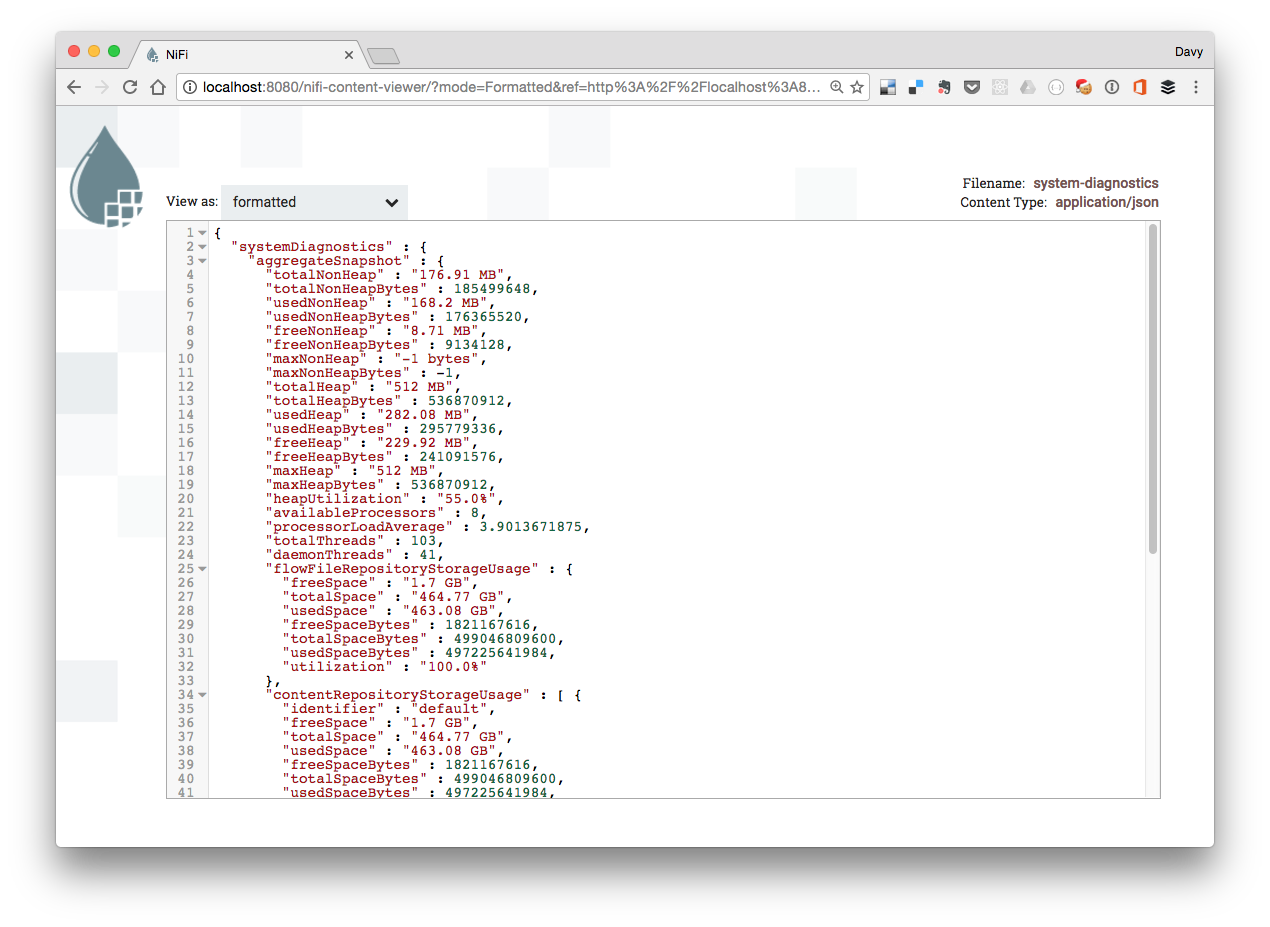 NiFi
Davy
localhost:8080/nifi-content-viewer/?mode=Formatted&ref=http%3A%2F%2Flocalhost%3A8...
Filename: system-diagnostics
View as: formatted
Content Type: application/json
1 {
2 "systemDiagnostics" : {
3 "aggregateSnapshot" : {
4 "totalNonHeap" : "176.91 MB",
5 "totalNonHeapBytes" : 185499648,
6 "usedNonHeap" : "168.2 MB",
7 "usedNonHeapBytes" : 176365520,
8 "freeNonHeap" : "8.71 MB",
9 "freeNonHeapBytes" : 9134128,
10 "maxNonHeap" : "-1 bytes",
11 "maxNonHeapBytes" : -1,
12 "totalHeap" : "512 MB",
13 "totalHeapBytes" : 536870912,
14 "usedHeap" : "282.08 MB",
15 "usedHeapBytes" : 295779336,
16 "freeHeap" : "229.92 MB",
17 "freeHeapBytes" : 241091576,
18 "maxHeap" : "512 MB",
19 "maxHeapBytes" : 536870912,
20 "heapUtilization" : "55.0%",
21 "availableProcessors" : 8,
22 "processorLoadAverage" : 3.9013671875,
23 "totalThreads" : 103,
24 "daemonThreads" : 41,
25 "flowFileRepositoryStorageUsage" : {
26 "freeSpace" : "1.7 GB",
27 "totalSpace" : "464.77 GB",
28 "usedSpace" : "463.08 GB",
29 "freeSpaceBytes" : 1821167616,
30 "totalSpaceBytes" : 499046809600,
31 "usedSpaceBytes" : 497225641984,
32 "utilization" : "100.0%"
33 },
34 "contentRepositoryStorageUsage" : [ {
35 "identifier" : "default",
36 "freeSpace" : "1.7 GB",
37 "totalSpace" : "464.77 GB",
38 "usedSpace" : "463.08 GB",
39 "freeSpaceBytes" : 1821167616,
40 "totalSpaceBytes" : 499046809600,
41 "usedSpaceBytes" : 497225641984,